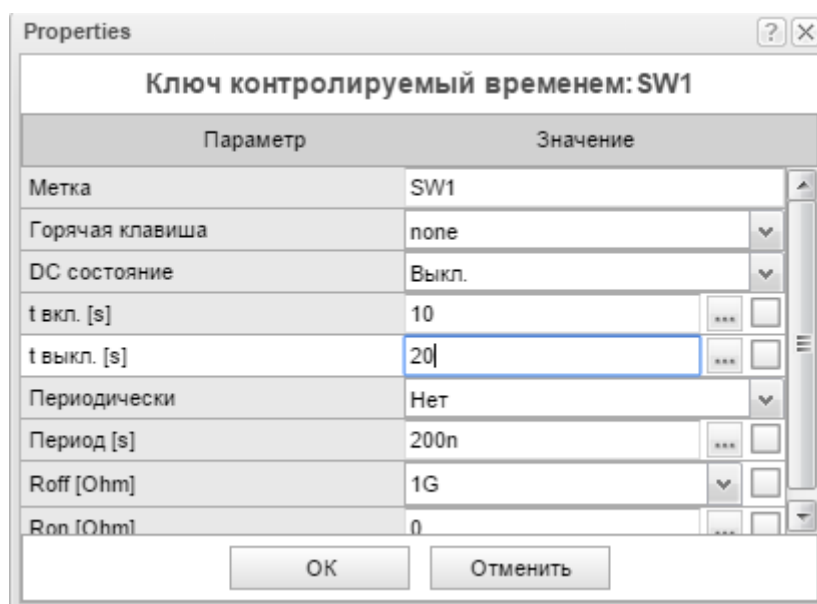 Properties
Ключ контролируемый временем: SW1
Параметр Значение
Метка SW1
Горячая клавиша none
DC состояние Выкл.
t вкл. [s] 10 ...
t выкл. [s] 20 ...
Периодически Нет
Период [s] 200n ...
Roff [Ohm] 1G
Ron [Ohm] 0 ...
OK Отменить